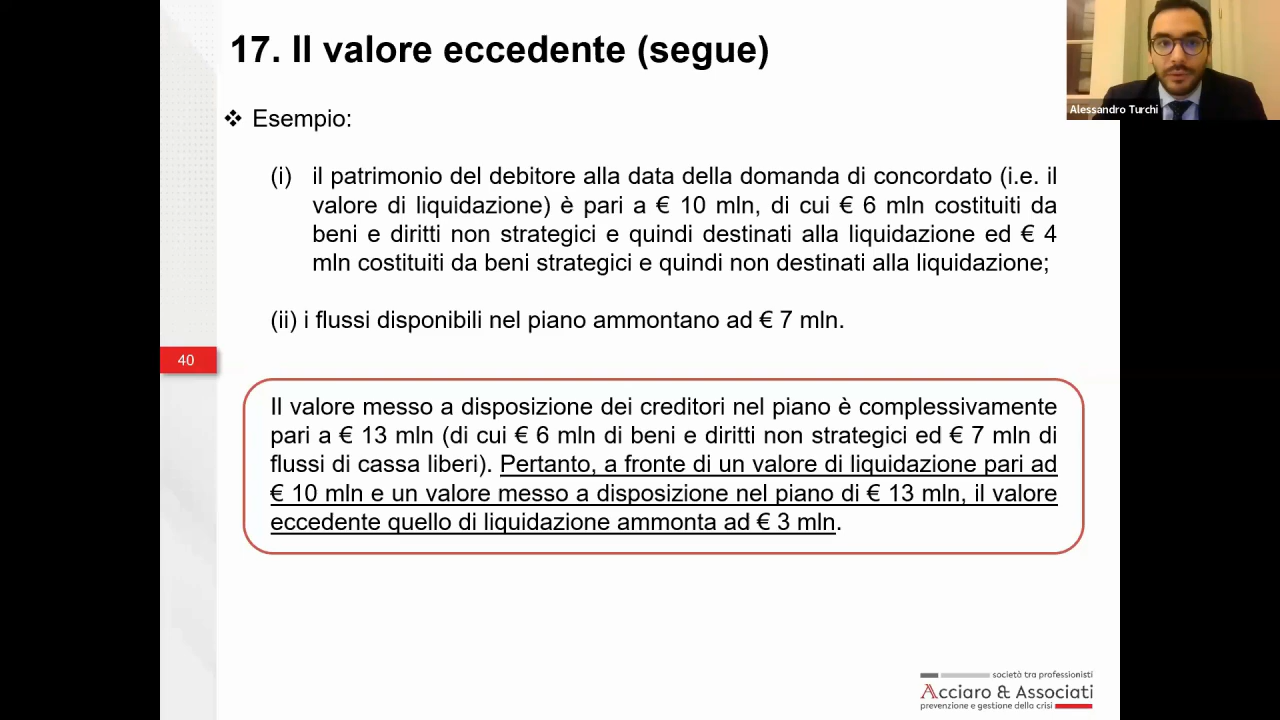 17. Il valore eccedente (segue)
Alessandro Turchi
❖ Esempio:
(i) il patrimonio del debitore alla data della domanda di concordato (i.e. il
valore di liquidazione) è pari a € 10 mln, di cui € 6 mln costituiti da
beni e diritti non strategici e quindi destinati alla liquidazione ed € 4
mln costituiti da beni strategici e quindi non destinati alla liquidazione;
(ii) i flussi disponibili nel piano ammontano ad € 7 mln.
40
Il valore messo a disposizione dei creditori nel piano è complessivamente
pari a € 13 mln (di cui € 6 mln di beni e diritti non strategici ed € 7 mln di
flussi di cassa liberi). Pertanto, a fronte di un valore di liquidazione pari ad
€ 10 mln e un valore messo a disposizione nel piano di € 13 mln, il valore
eccedente quello di liquidazione ammonta ad € 3 mln.
società tra professionisti
Acciaro & Associati
prevenzione e gestione della crisi